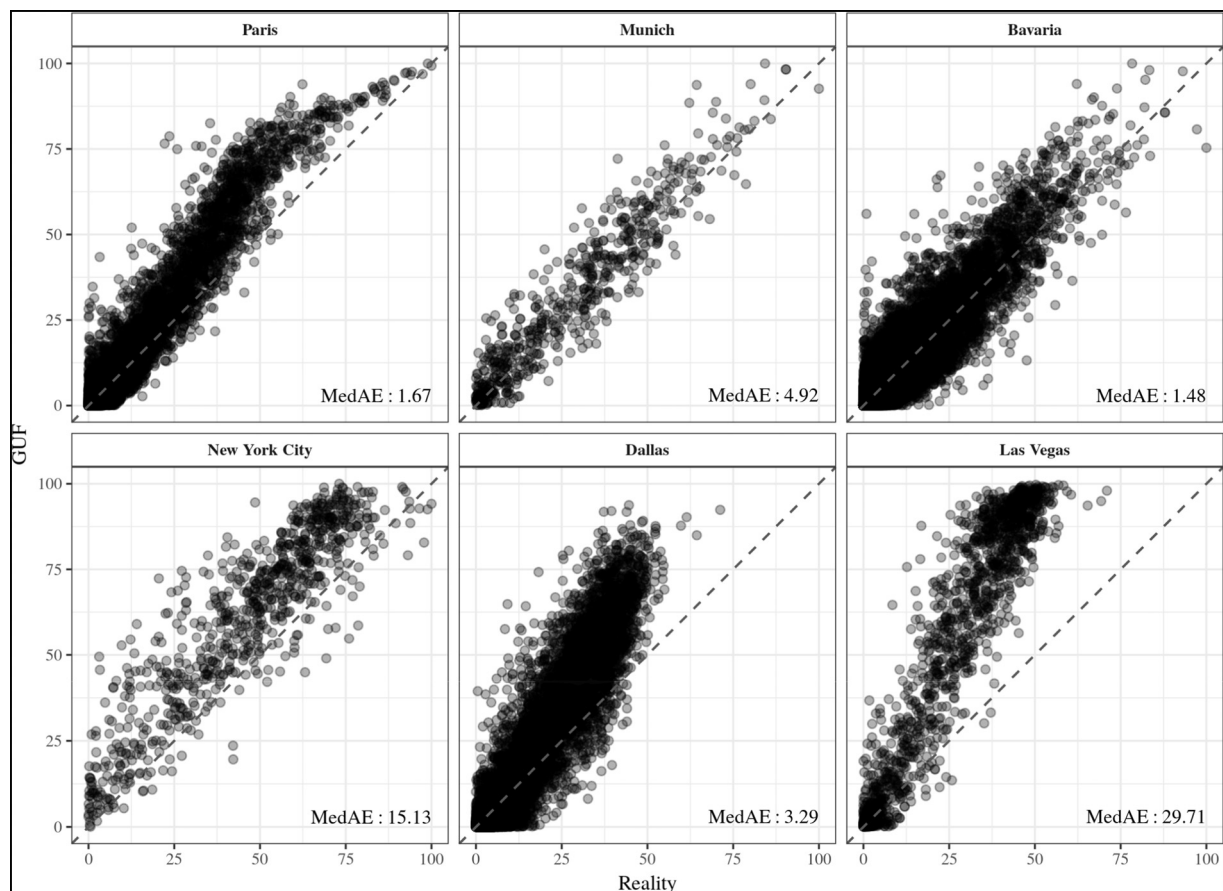 Paris
Munich
Bavaria
100
75
50
25
0
MedAE : 1.67
MedAE : 4.92
MedAE : 1.48
GUF
New York City
Dallas
Las Vegas
100
75
50
25
0
MedAE : 15.13
MedAE : 3.29
MedAE : 29.71
0 25 50 75 100
0 25 50 75 100
0 25 50 75 100
Reality